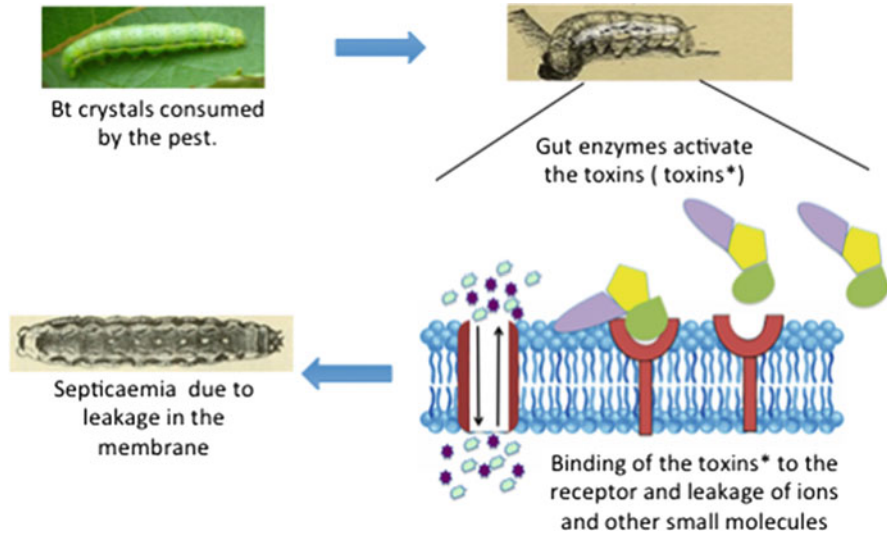 Bt crystals consumed
by the pest.
Gut enzymes activate
the toxins ( toxins*)
Binding of the toxins* to the
receptor and leakage of ions
and other small molecules
Septicaemia due to
leakage in the
membrane